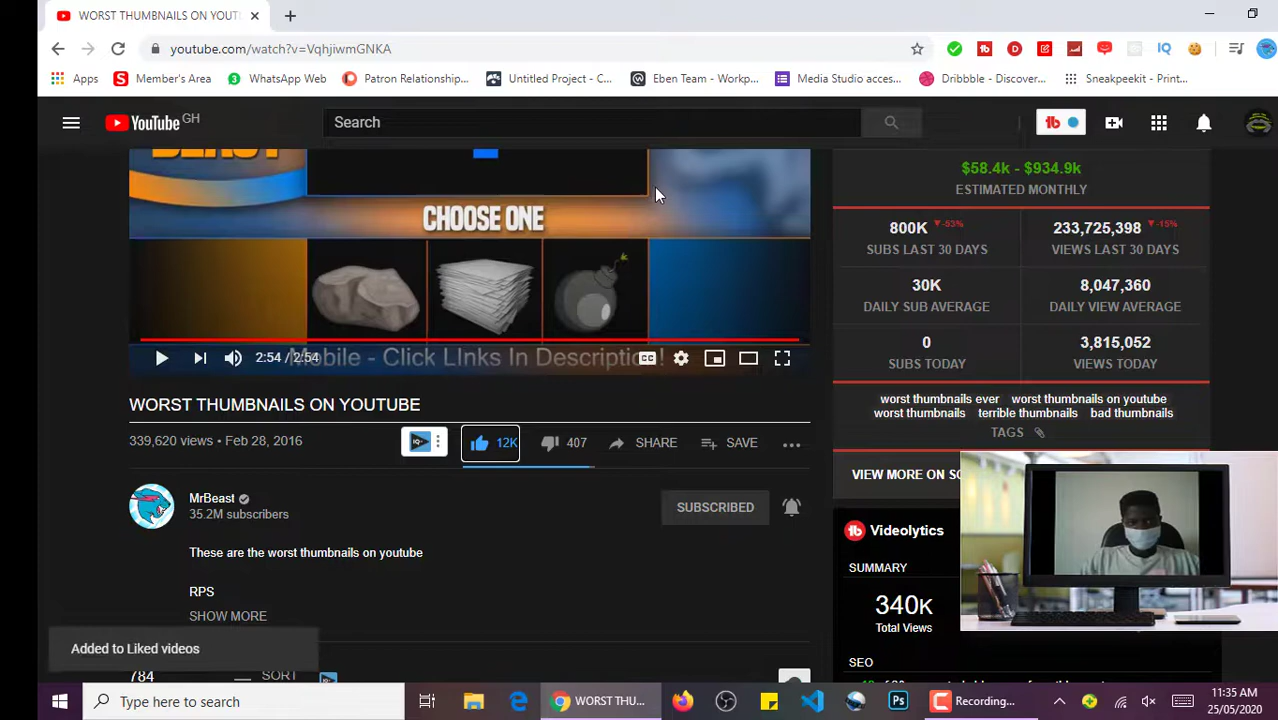 WORST THUMBNAILS ON YOUT
youtube.com/watch?v=VqhjiwmGNKA
Apps
Member's Area
WhatsApp Web
Patron Relationship...
Untitled Project - C...
Eben Team - Workp...
Media Studio acces...
Dribbble - Discover...
Sneakpeekit - Print...
YouTube GH
Search
BEAST
CHOOSE ONE
2:54 / 2:54
Mobile - Click LInks In Description!
WORST THUMBNAILS ON YOUTUBE
339,620 views • Feb 28, 2016
12K
407
SHARE
SAVE
MrBeast
35.2M subscribers
SUBSCRIBED
These are the worst thumbnails on youtube
RPS
SHOW MORE
Added to Liked videos
784
SORT
$58.4k - $934.9k
ESTIMATED MONTHLY
800K -53%
SUBS LAST 30 DAYS
233,725,398 -15%
VIEWS LAST 30 DAYS
30K
DAILY SUB AVERAGE
8,047,360
DAILY VIEW AVERAGE
0
SUBS TODAY
3,815,052
VIEWS TODAY
worst thumbnails ever worst thumbnails on youtube
worst thumbnails terrible thumbnails bad thumbnails
TAGS
VIEW MORE ON SO
Videolytics
SUMMARY
340K
Total Views
SEO
Type here to search
WORST THU...
Recording...
11:35 AM
25/05/2020